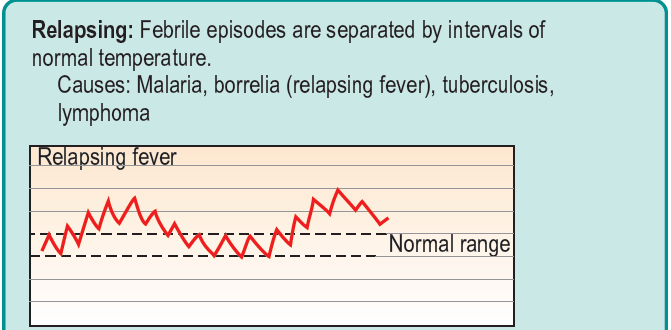 Relapsing: Febrile episodes are separated by intervals of
normal temperature.
Causes: Malaria, borrelia (relapsing fever), tuberculosis,
lymphoma
Relapsing fever
Normal range